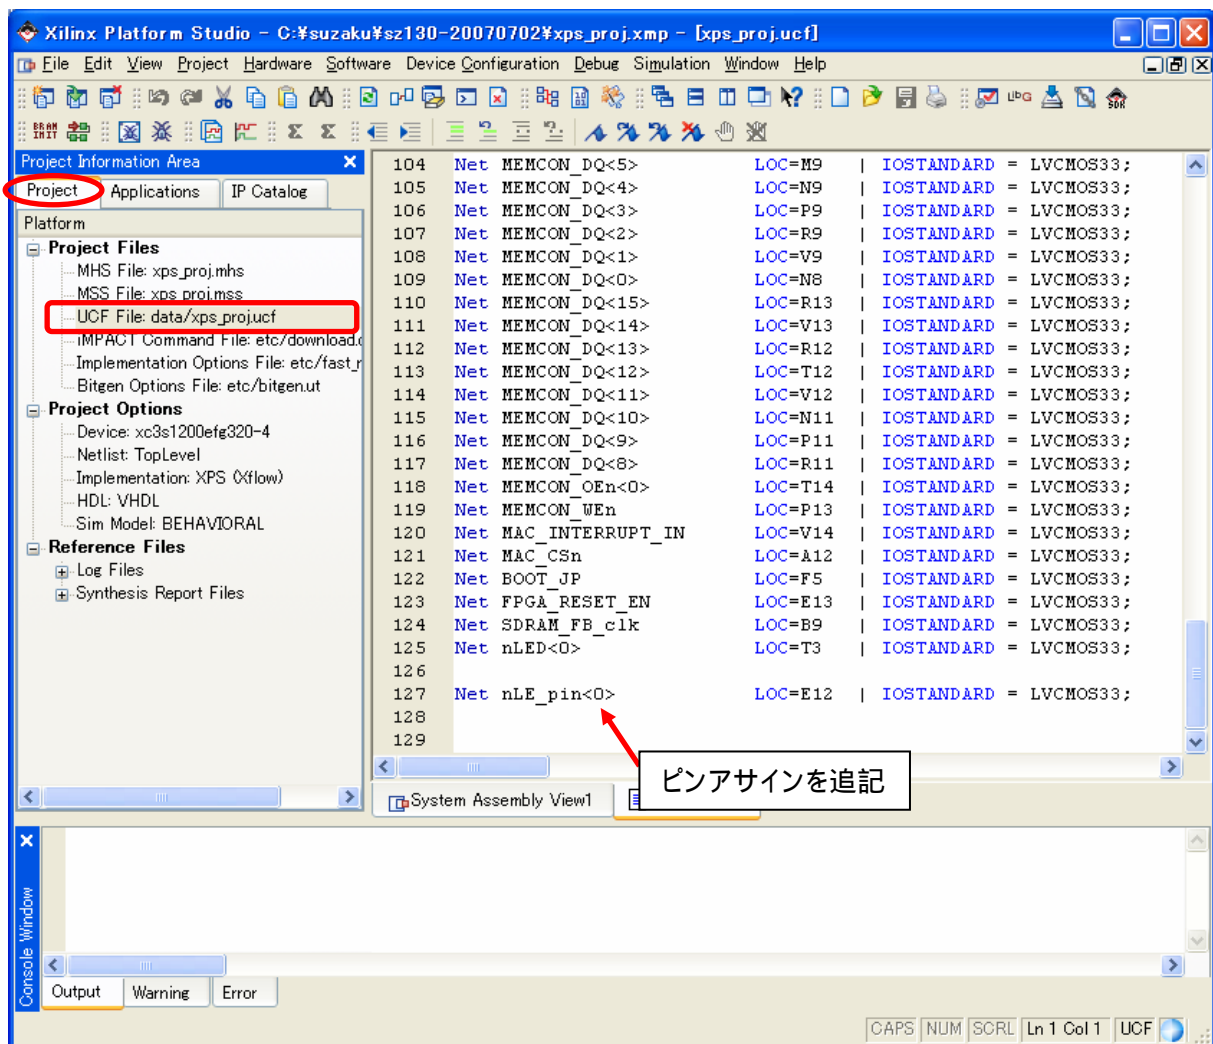 Xilinx Platform Studio - C:¥suzaku¥sz130-20070702¥xps_proj.xmp - [xps_proj.ucf]
File Edit View Project Hardware Software Device Configuration Debug Simulation Window Help
Project Information Area
Project Applications IP Catalog
Platform
Project Files
MHS File: xps_proj.mhs
MSS File: xps_proj.mss
UCF File: data/xps_proj.ucf
iMPACT Command File: etc/download.c
Implementation Options File: etc/fast_r
Bitgen Options File: etc/bitgen.ut
Project Options
Device: xc3s1200efg320-4
Netlist: TopLevel
Implementation: XPS (Xflow)
HDL: VHDL
Sim Model: BEHAVIORAL
Reference Files
Log Files
Synthesis Report Files
104 Net MEMCON_DQ<5> LOC=M9 | IOSTANDARD = LVCMOS33;
105 Net MEMCON_DQ<4> LOC=N9 | IOSTANDARD = LVCMOS33;
106 Net MEMCON_DQ<3> LOC=P9 | IOSTANDARD = LVCMOS33;
107 Net MEMCON_DQ<2> LOC=R9 | IOSTANDARD = LVCMOS33;
108 Net MEMCON_DQ<1> LOC=V9 | IOSTANDARD = LVCMOS33;
109 Net MEMCON_DQ<0> LOC=N8 | IOSTANDARD = LVCMOS33;
110 Net MEMCON_DQ<15> LOC=R13 | IOSTANDARD = LVCMOS33;
111 Net MEMCON_DQ<14> LOC=V13 | IOSTANDARD = LVCMOS33;
112 Net MEMCON_DQ<13> LOC=R12 | IOSTANDARD = LVCMOS33;
113 Net MEMCON_DQ<12> LOC=T12 | IOSTANDARD = LVCMOS33;
114 Net MEMCON_DQ<11> LOC=V12 | IOSTANDARD = LVCMOS33;
115 Net MEMCON_DQ<10> LOC=N11 | IOSTANDARD = LVCMOS33;
116 Net MEMCON_DQ<9> LOC=P11 | IOSTANDARD = LVCMOS33;
117 Net MEMCON_DQ<8> LOC=R11 | IOSTANDARD = LVCMOS33;
118 Net MEMCON_OEn<0> LOC=T14 | IOSTANDARD = LVCMOS33;
119 Net MEMCON_WEn LOC=P13 | IOSTANDARD = LVCMOS33;
120 Net MAC_INTERRUPT_IN LOC=V14 | IOSTANDARD = LVCMOS33;
121 Net MAC_CSn LOC=A12 | IOSTANDARD = LVCMOS33;
122 Net BOOT_JP LOC=F5 | IOSTANDARD = LVCMOS33;
123 Net FPGA_RESET_EN LOC=E13 | IOSTANDARD = LVCMOS33;
124 Net SDRAM_FB_clk LOC=B9 | IOSTANDARD = LVCMOS33;
125 Net nLED<0> LOC=T3 | IOSTANDARD = LVCMOS33;
126
127 Net nLE_pin<0> LOC=E12 | IOSTANDARD = LVCMOS33;
128
129
ピンアサインを追記
System Assembly View1
Console Window
Output Warning Error
CAPS NUM SCRL Ln 1 Col 1 UCF